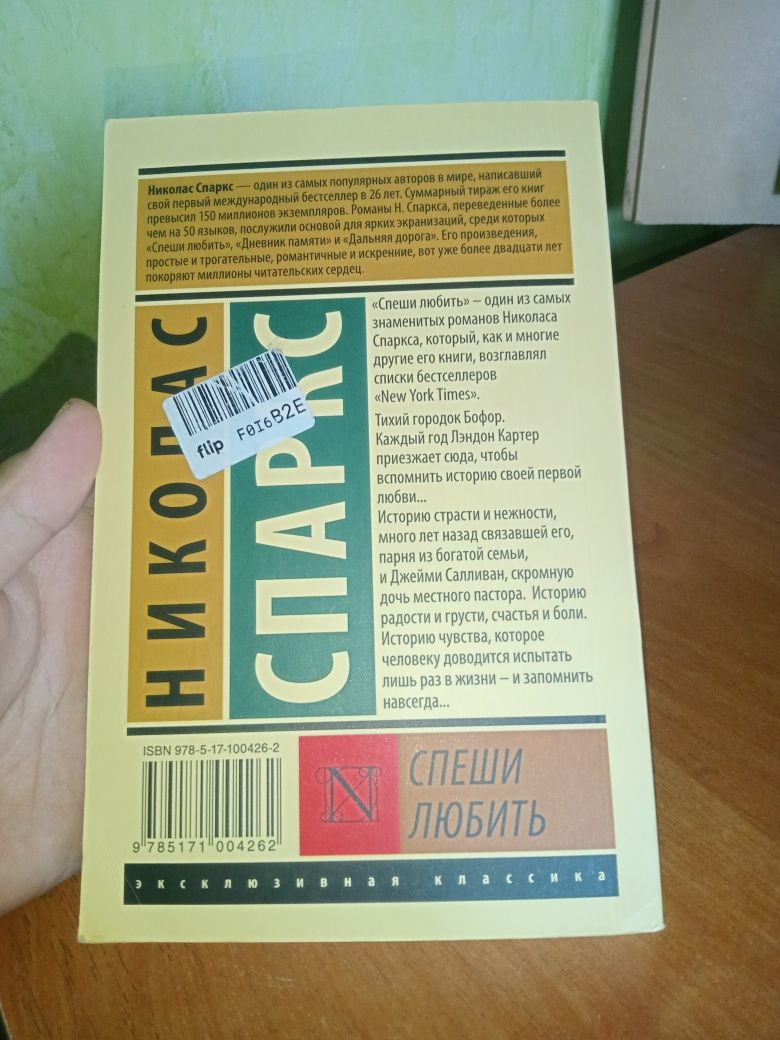 Николас Спаркс — один из самых популярных авторов в мире, написавший
свой первый международный бестселлер в 26 лет. Суммарный тираж его книг
превысил 150 миллионов экземпляров. Романы Н. Спаркса, переведенные более
чем на 50 языков, послужили основой для ярких экранизаций, среди которых
«Спеши любить», «Дневник памяти» и «Дальняя дорога». Его произведения,
простые и трогательные, романтичные и искренние, вот уже более двадцати лет
покоряют миллионы читательских сердец.
НИКОЛАС
СПАРКС
flip F0I6B2E
«Спеши любить» – один из самых
знаменитых романов Николаса
Спаркса, который, как и многие
другие его книги, возглавлял
списки бестселлеров
«New York Times».
Тихий городок Бофор.
Каждый год Лэндон Картер
приезжает сюда, чтобы
вспомнить историю своей первой
любви...
Историю страсти и нежности,
много лет назад связавшей его,
парня из богатой семьи,
и Джейми Салливан, скромную
дочь местного пастора. Историю
радости и грусти, счастья и боли.
Историю чувства, которое
человеку доводится испытать
лишь раз в жизни – и запомнить
навсегда...
ISBN 978-5-17-100426-2
9 785171 004262
N
СПЕШИ
ЛЮБИТЬ
эксклюзивная классика